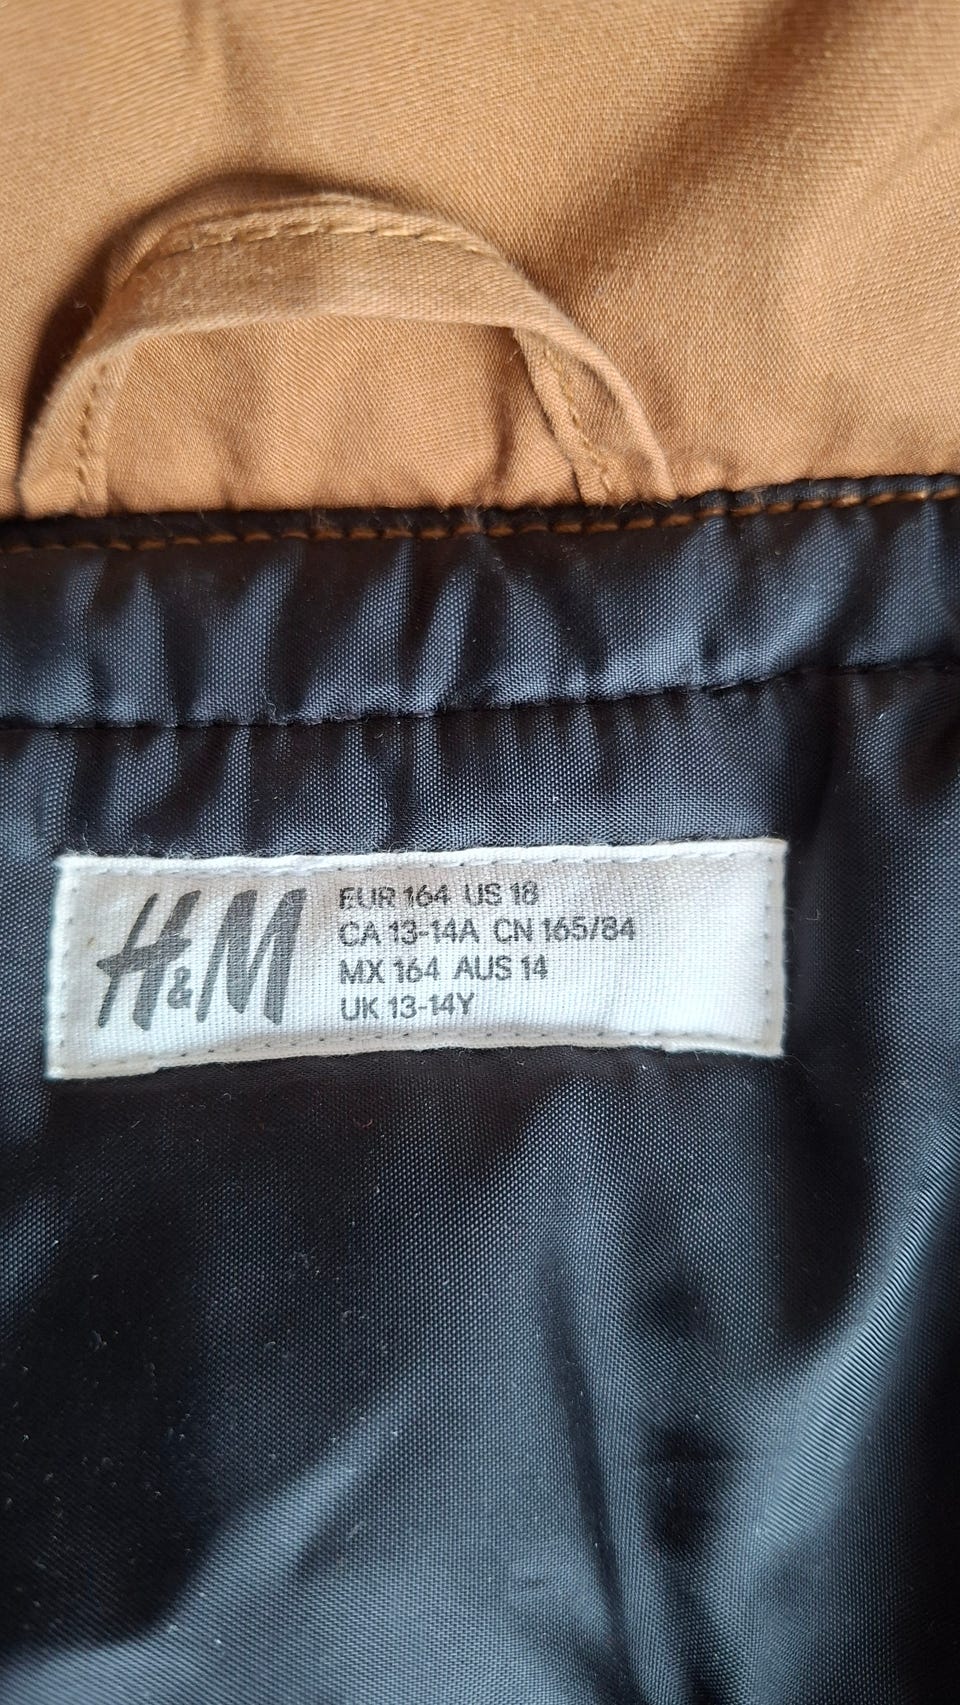 H&M
EUR 164 US 18
CA 13-14A CN 165/84
MX 164 AUS 14
UK 13-14Y